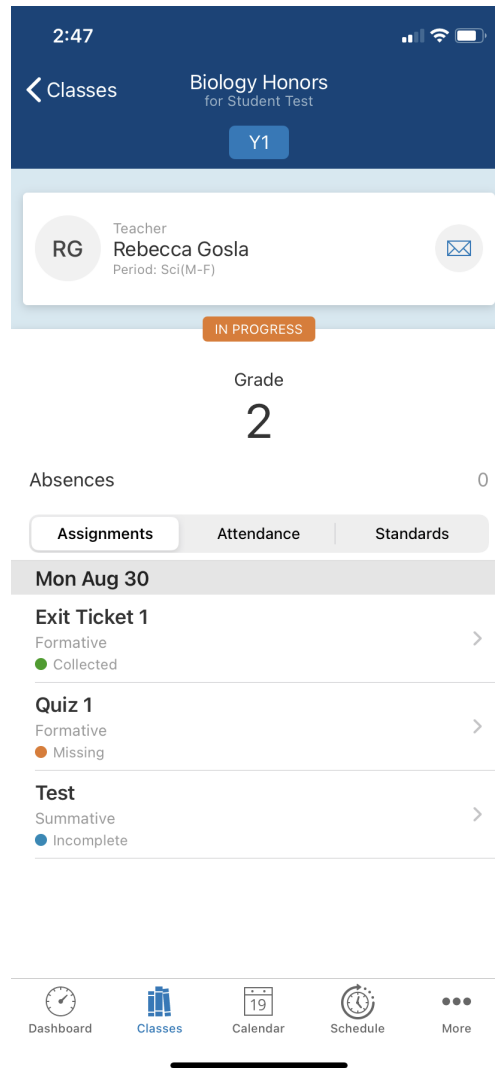 2:47
Classes
Biology Honors
for Student Test
Y1
RG
Teacher
Rebecca Gosla
Period: Sci(M-F)
IN PROGRESS
Grade
2
Absences 0
Assignments Attendance Standards
Mon Aug 30
Exit Ticket 1
Formative
Collected
Quiz 1
Formative
Missing
Test
Summative
Incomplete
19
Dashboard Classes Calendar Schedule More